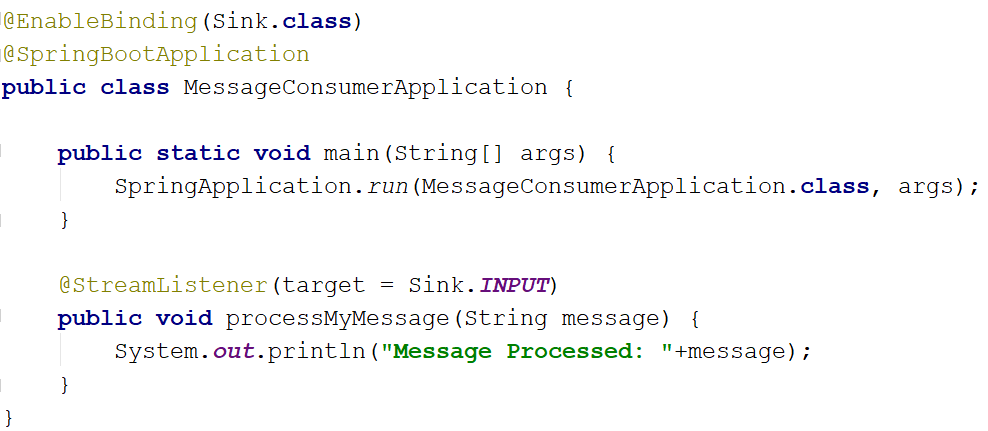 @EnableBinding(Sink.class)
@SpringBootApplication
public class MessageConsumerApplication {
public static void main(String[] args) {
SpringApplication.run(MessageConsumerApplication.class, args);
}
@StreamListener(target = Sink.INPUT)
public void processMyMessage(String message) {
System.out.println("Message Processed: "+message);
}
}